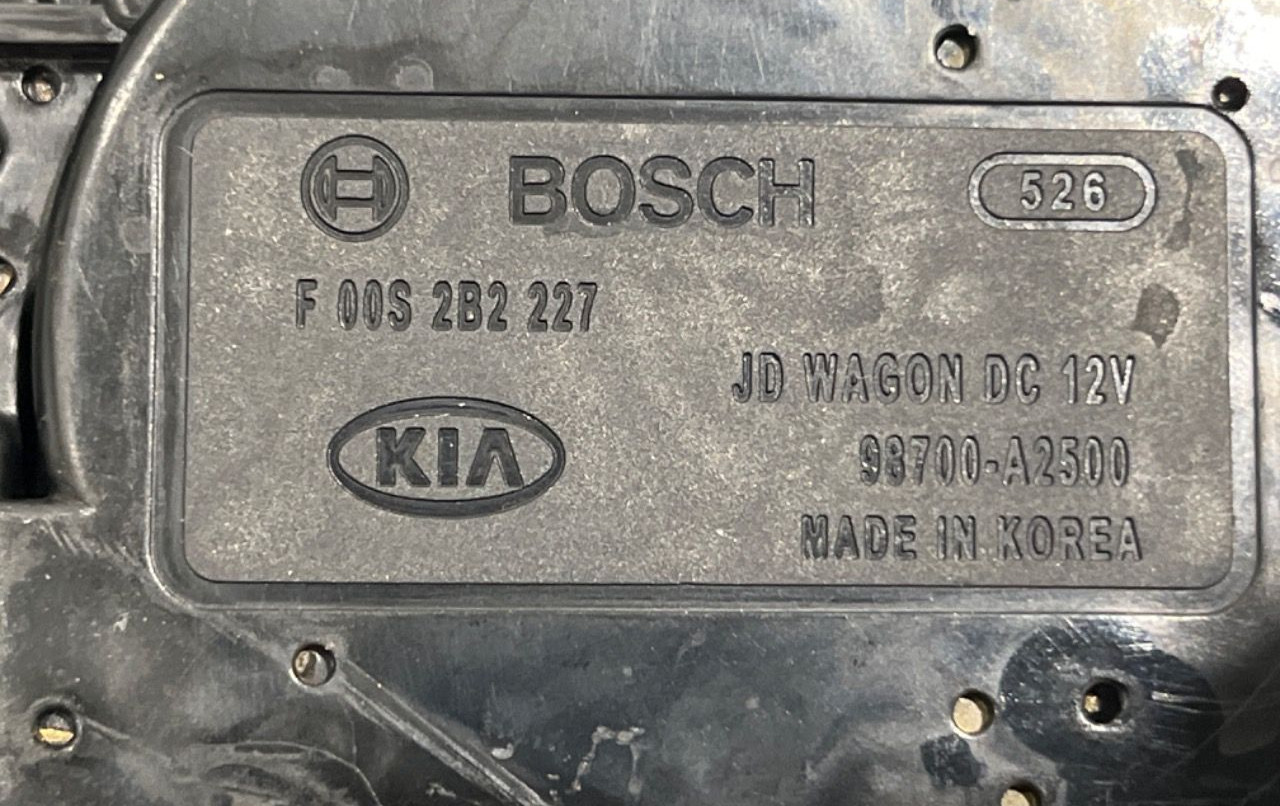 BOSCH 526
F 00S 2B2 227
JD WAGON DC 12V
KIA
98700-A2500
MADE IN KOREA